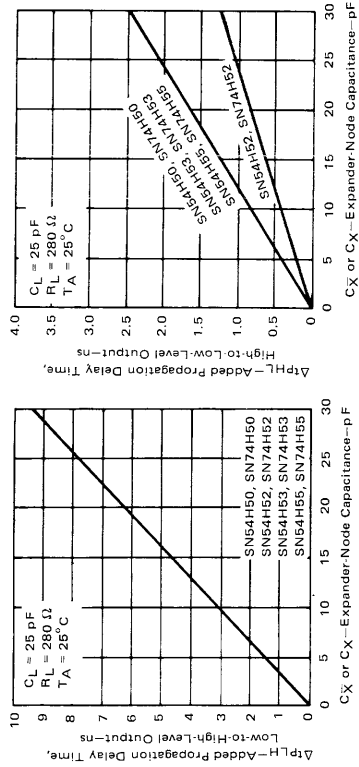 ΔtPLH—Added Propagation Delay Time,
Low-to-High-Level Output—ns
10
9
8
7
6
5
4
3
2
1
0
CL = 25 pF
RL = 280 Ω
TA = 25°C
SN54H50, SN74H50
SN54H52, SN74H52
SN54H53, SN74H53
SN54H55, SN74H55
0 5 10 15 20 25 30
CX̅ or CX—Expander-Node Capacitance—pF
ΔtPHL—Added Propagation Delay Time,
High-to-Low-Level Output—ns
4.0
3.5
3.0
2.5
2.0
1.5
1.0
0.5
0
CL = 25 pF
RL = 280 Ω
TA = 25°C
SN54H50, SN74H50
SN54H53, SN74H53
SN54H55, SN74H55
SN54H52, SN74H52
0 5 10 15 20 25 30
CX̅ or CX—Expander-Node Capacitance—pF